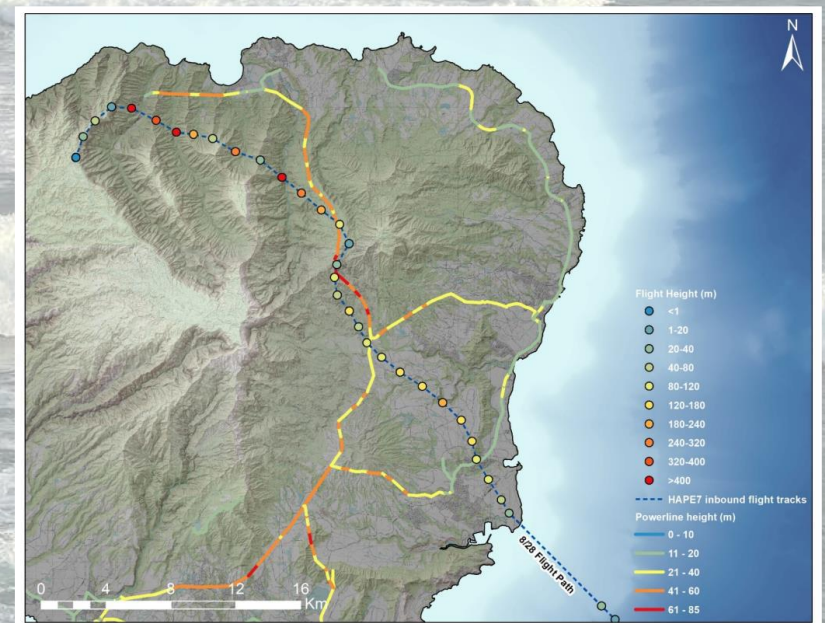 N
Flight Height (m)
<1
1-20
20-40
40-80
80-120
120-180
180-240
240-320
320-400
>400
HAPE7 inbound flight tracks
Powerline height (m)
0 - 10
11 - 20
21 - 40
41 - 60
61 - 85
8/28 Flight Path
0 4 8 12 16
Km